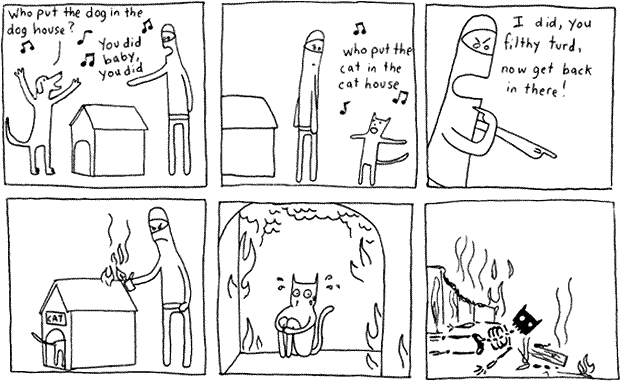 Who put the dog in the
dog house?
You did
baby,
you did
who put the
cat in the
cat house
I did, you
filthy turd,
now get back
in there!
CAT